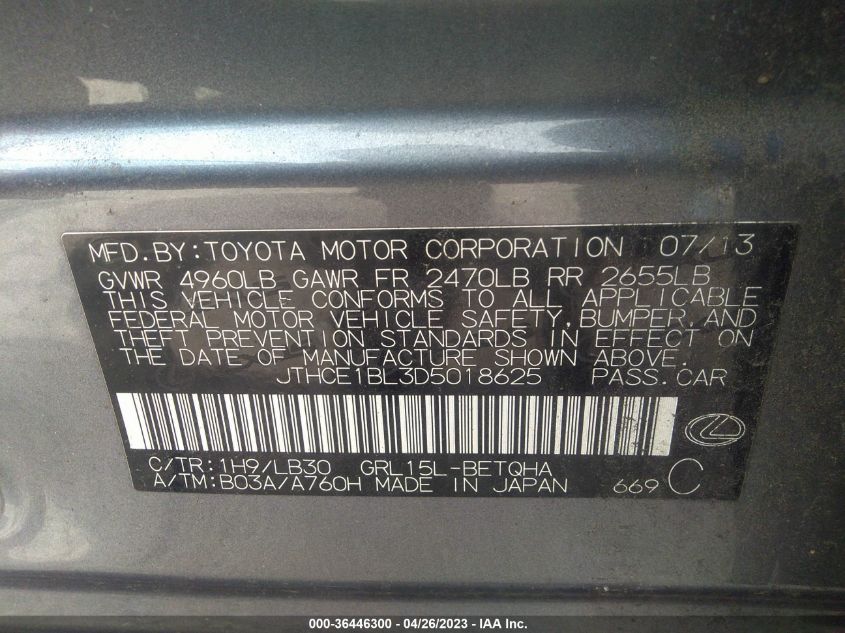 MFD.BY:TOYOTA MOTOR CORPORATION 07/13
GVWR 4960LB GAWR FR 2470LB RR 2655LB
THIS VEHICLE CONFORMS TO ALL APPLICABLE
FEDERAL MOTOR VEHICLE SAFETY,BUMPER,AND
THEFT PREVENTION STANDARDS IN EFFECT ON
THE DATE OF MANUFACTURE SHOWN ABOVE.
JTHCE1BL3D5018625 PASS.CAR
C/TR:1H9/LB30 GRL15L-BETQHA
A/TM:B03A/A760H MADE IN JAPAN 669 C
000-36446300 - 04/26/2023 - IAA Inc.